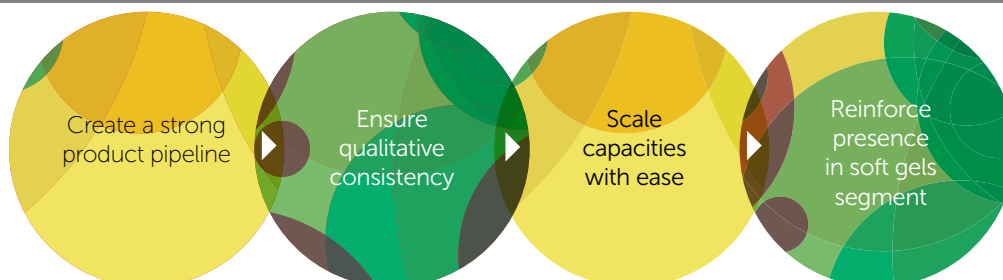 Create a strong
product pipeline
Ensure
qualitative
consistency
Scale
capacities
with ease
Reinforce
presence
in soft gels
segment